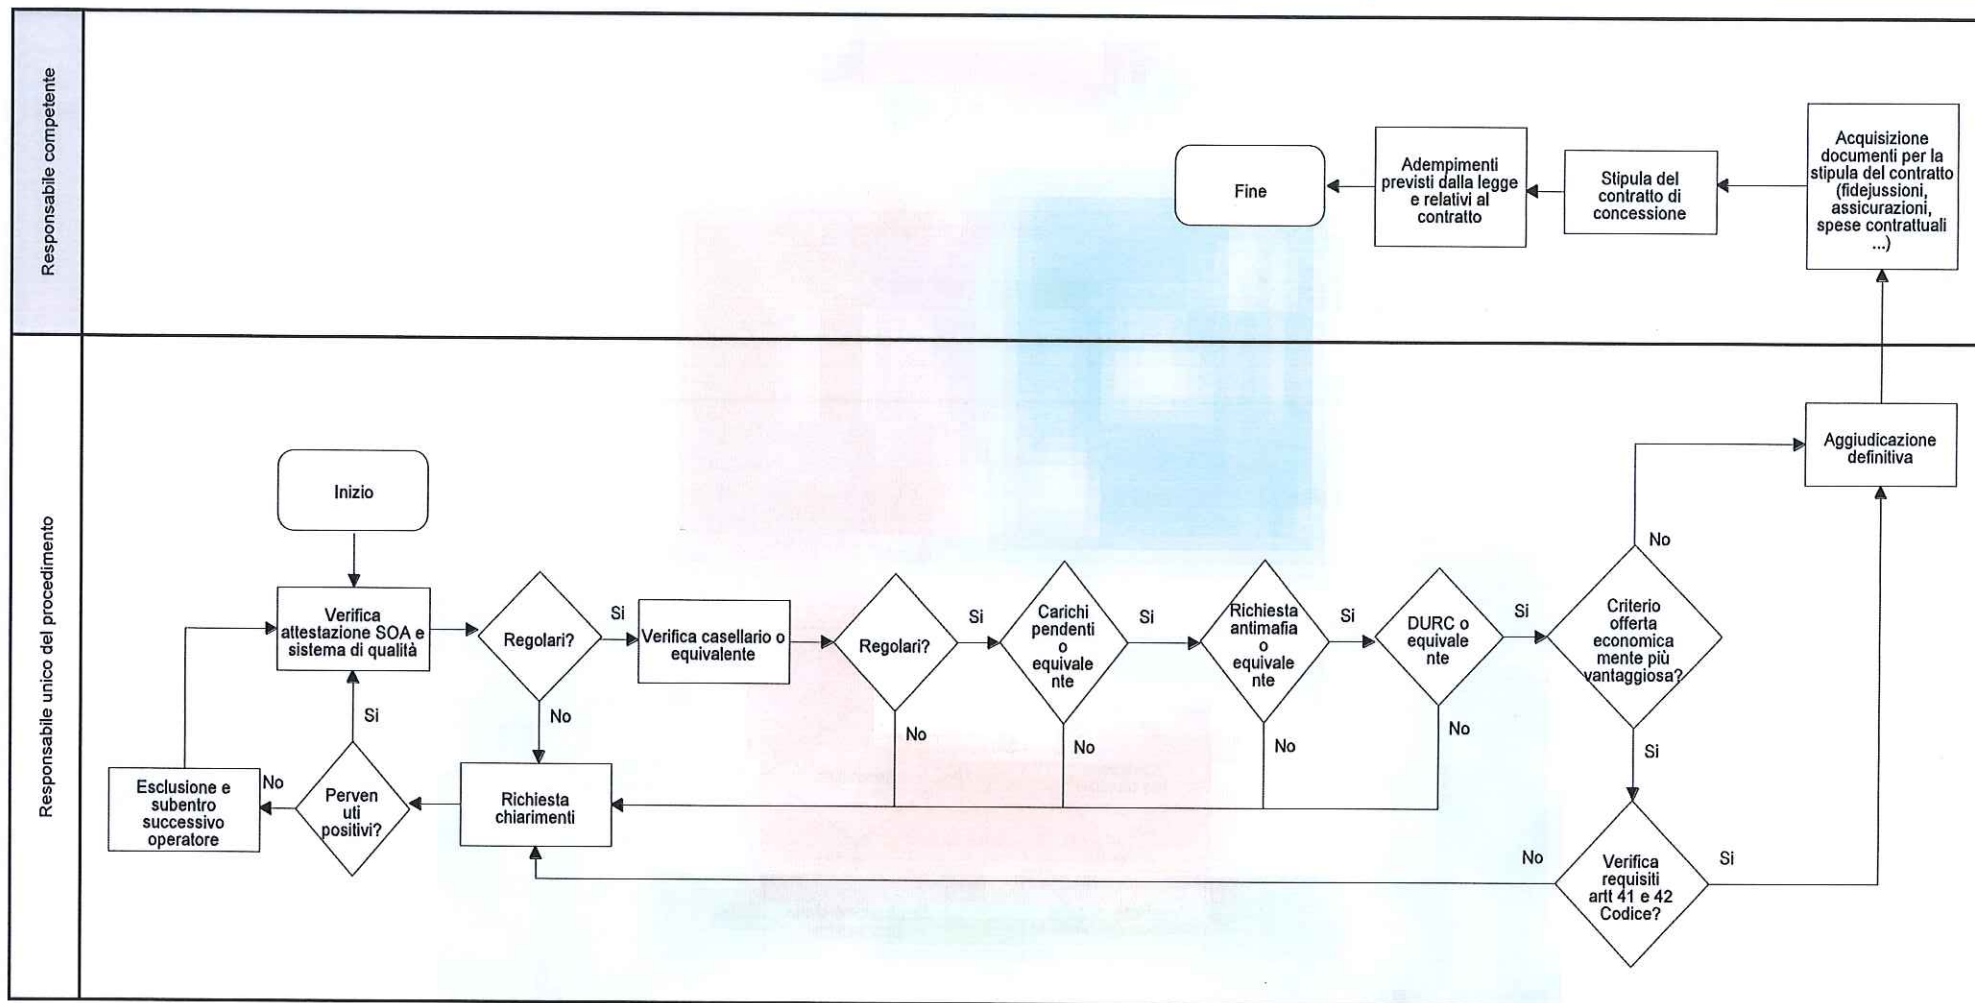 Responsabile competente
Fine
Adempimenti
previsti dalla legge
e relativi al
contratto
Stipula del
contratto di
concessione
Acquisizione
documenti per la
stipula del contratto
(fidejussioni,
assicurazioni,
spese contrattuali
...)
Responsabile unico del procedimento
Inizio
Verifica
attestazione SOA e
sistema di qualità
Regolari?
Si
No
Verifica casellario o
equivalente
Regolari?
Si
No
Carichi
pendenti
o
equivale
nte
Si
No
Richiesta
antimafia
o
equivale
nte
Si
No
DURC o
equivale
nte
Si
No
Criterio
offerta
economica
mente più
vantaggiosa?
No
Si
Aggiudicazione
definitiva
Esclusione e
subentro
successivo
operatore
No
Perven
uti
positivi?
Si
Richiesta
chiarimenti
No
Verifica
requisiti
artt 41 e 42
Codice?
Si